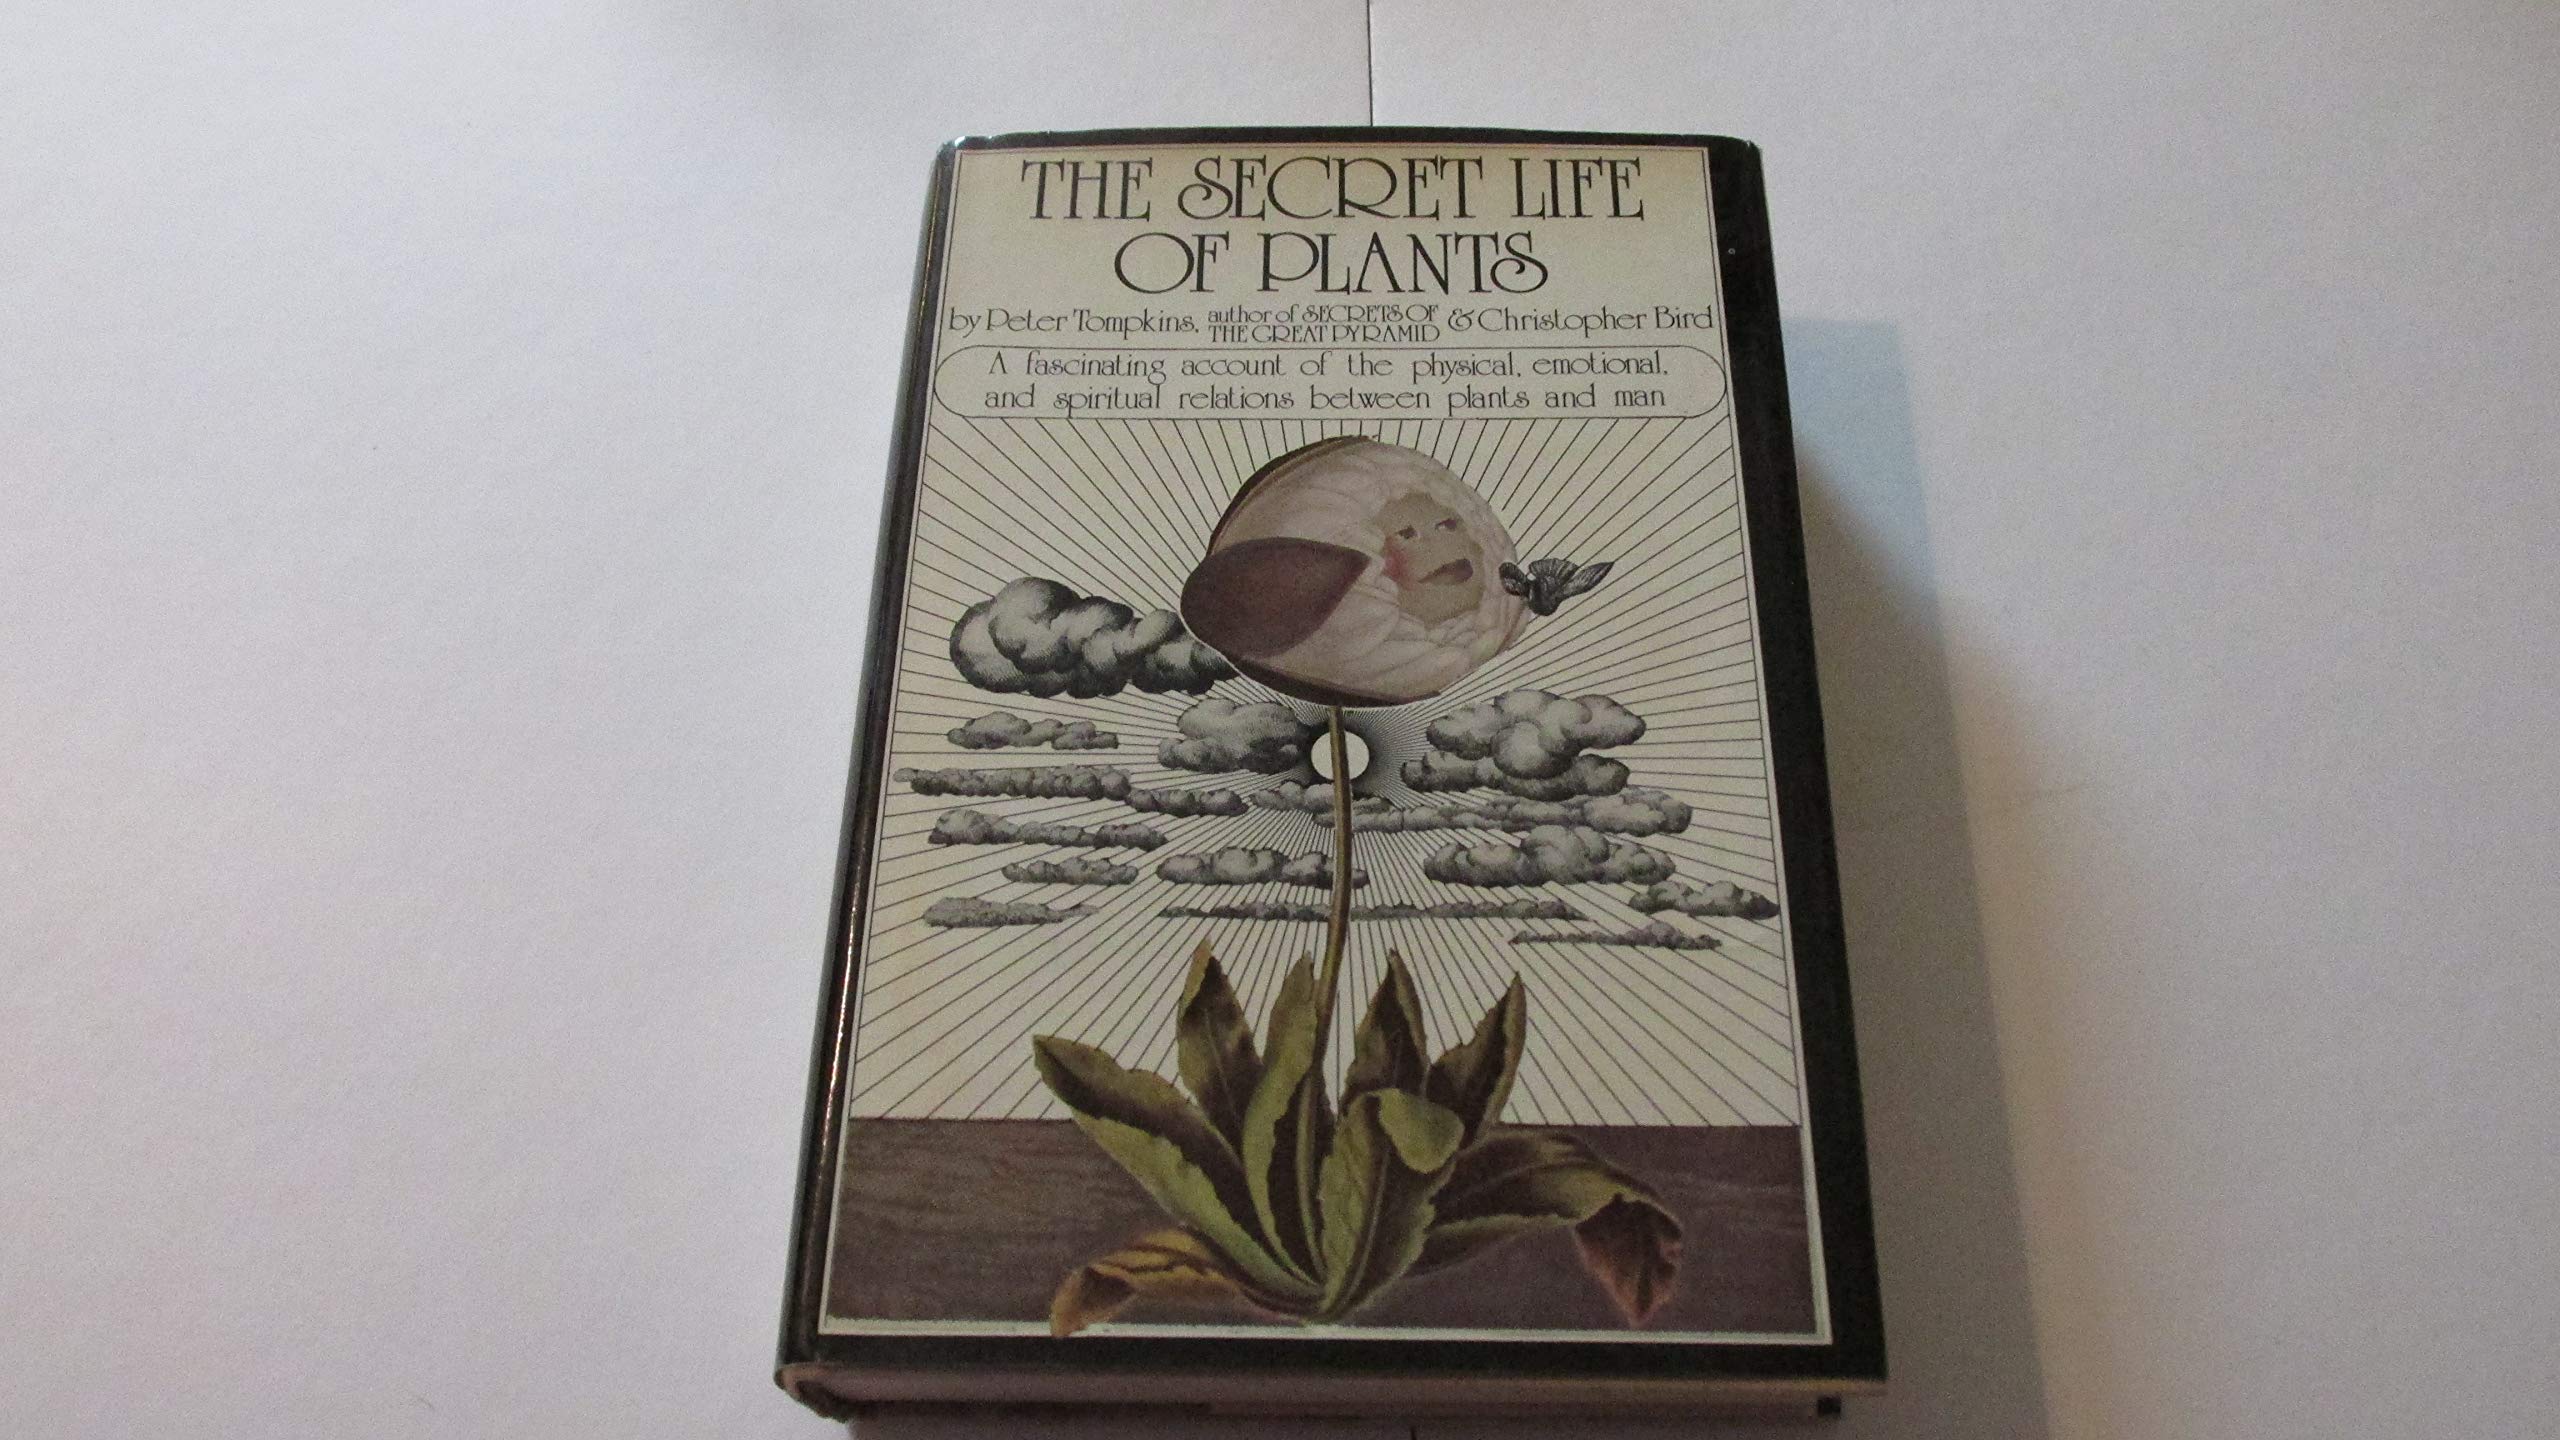 THE SECRET LIFE
OF PLANTS
by Peter Tompkins, author of SECRETS OF THE GREAT PYRAMID & Christopher Bird
A fascinating account of the physical, emotional,
and spiritual relations between plants and man